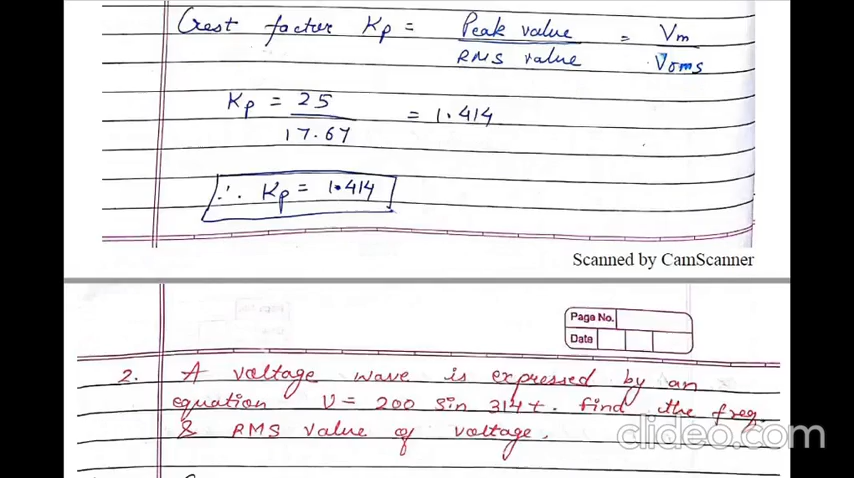 Crest factor Kp = Peak value / RMS value = Vm / Vrms
Kp = 25 / 17.67 = 1.414
∴ Kp = 1.414
Scanned by CamScanner
Page No.
Date
2. A voltage wave is expressed by an
equation V = 200 sin 314t. find the freq.
& RMS value of voltage.
clideo.com